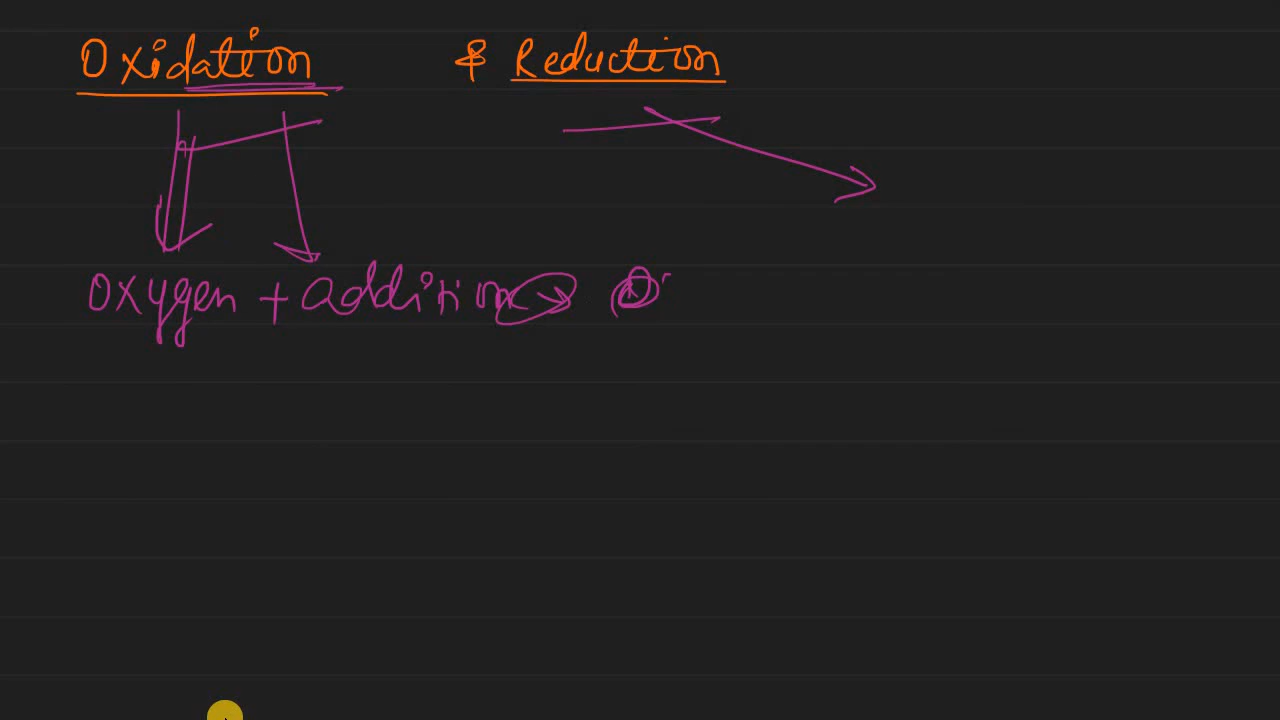 Oxidation & Reduction
Oxygen + addition →